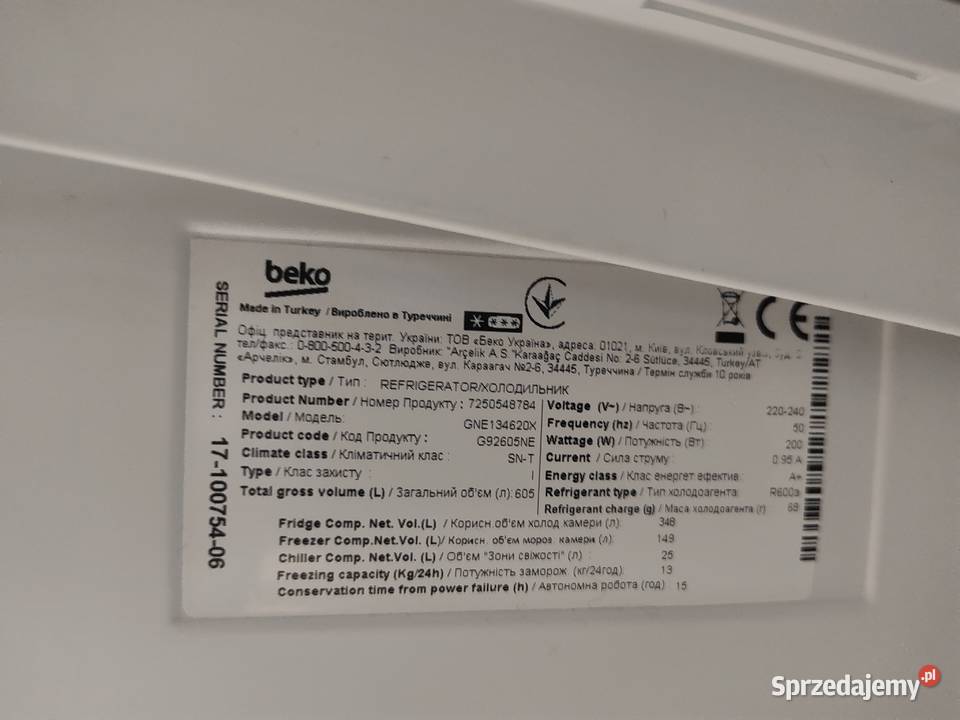 beko
Made in Turkey / Вироблено в Туреччині
Офіц. представник на терит. України: ТОВ «Беко Україна», адреса. 01021, м. Київ, вул. Кловський узвіз, буд.
тел/факс.: 0-800-500-4-3-2 Виробник: "Arçelik A.S."Karaağaç Caddesi No: 2-6 Sütlüce, 34445, Turkey/АТ
«Арчелік», м. Стамбул, Сютлюдже, вул. Караагач №2-6, 34445, Туреччина / Термін служби 10 років
Product type / Тип : REFRIGERATOR/ХОЛОДИЛЬНИК
Product Number / Номер Продукту : 7250548784
Model / Модель: GNE134620X
Product code / Код Продукту : G92605NE
Climate class / Кліматичний клас : SN-T
Type / Клас захисту : I
Total gross volume (L) / Загальний об'єм (л): 605
Voltage (V~) / Напруга (В~) : 220-240
Frequency (hz) / Частота (Гц) : 50
Wattage (W) / Потужність (Вт) 200
Current / Сила струму : 0.95 A
Energy class / Клас енергет ефектив : A+
Refrigerant type / Тип холодоагента : R600a
Refrigerant charge (g) / Маса холодоагента (г) :
Fridge Comp. Net. Vol.(L) / Корисн.об'єм холод камери (л): 348
Freezer Comp.Net.Vol. (L)/ Корисн. об'єм мороз. камери (л): 149
Chiller Comp.Net.Vol. (L) / Об'єм "Зони свіжості" (л) :
Freezing capacity (Kg/24h) / Потужність заморож. (кг/24год): 13
Conservation time from power failure (h) / Автономна робота (год) : 15
SERIAL NUMBER : 17-100754-06
CE
Sprzedajemy.pl